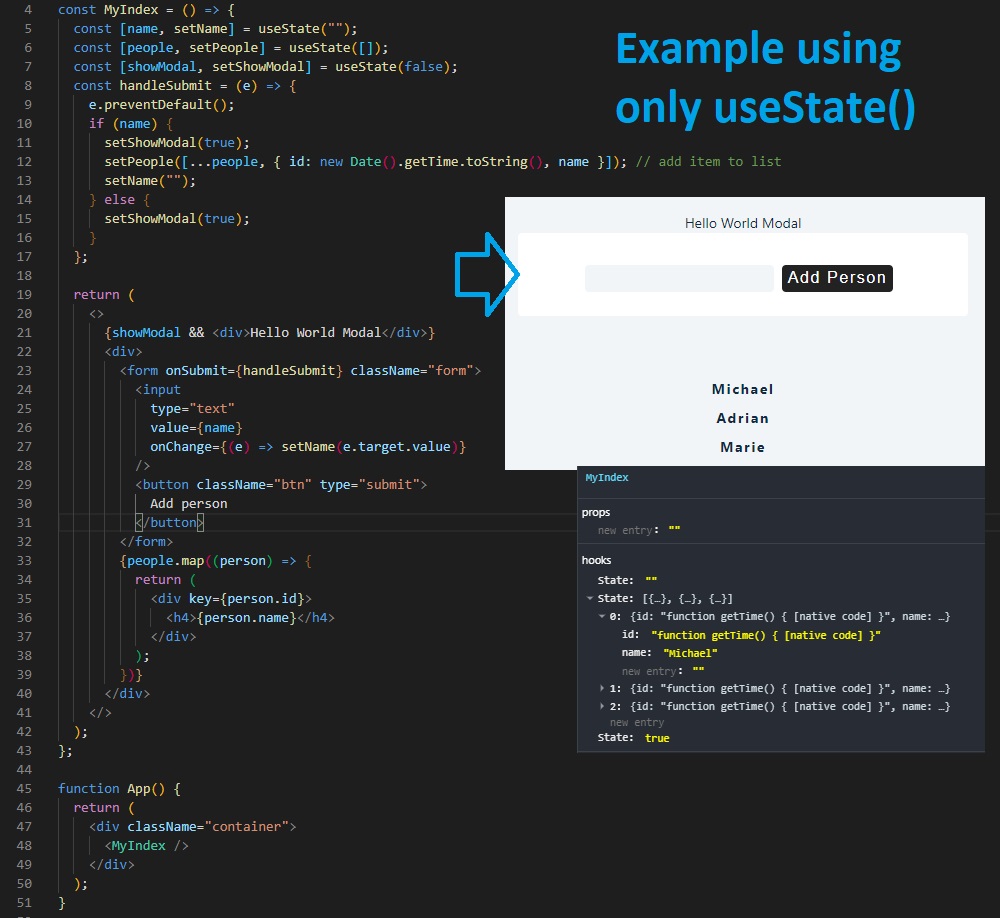 4 const MyIndex = () => {
5 const [name, setName] = useState("");
6 const [people, setPeople] = useState([]);
7 const [showModal, setShowModal] = useState(false);
8 const handleSubmit = (e) => {
9 e.preventDefault();
10 if (name) {
11 setShowModal(true);
12 setPeople([...people, { id: new Date().getTime.toString(), name }]); // add item to list
13 setName("");
14 } else {
15 setShowModal(true);
16 }
17 };
18
19 return (
20 <>
21 {showModal && <div>Hello World Modal</div>}
22 <div>
23 <form onSubmit={handleSubmit} className="form">
24 <input
25 type="text"
26 value={name}
27 onChange={(e) => setName(e.target.value)}
28 />
29 <button className="btn" type="submit">
30 Add person
31 </button>
32 </form>
33 {people.map((person) => {
34 return (
35 <div key={person.id}>
36 <h4>{person.name}</h4>
37 </div>
38 );
39 })}
40 </div>
41 </>
42 );
43 };
44
45 function App() {
46 return (
47 <div className="container">
48 <MyIndex />
49 </div>
50 );
51 }
Example using
only useState()
Hello World Modal
Add Person
Michael
Adrian
Marie
MyIndex
props
new entry: ""
hooks
State: ""
State: [{…}, {…}, {…}]
0: {id: "function getTime() { [native code] }", name: …}
id: "function getTime() { [native code] }"
name: "Michael"
new entry: ""
1: {id: "function getTime() { [native code] }", name: …}
2: {id: "function getTime() { [native code] }", name: …}
new entry
State: true